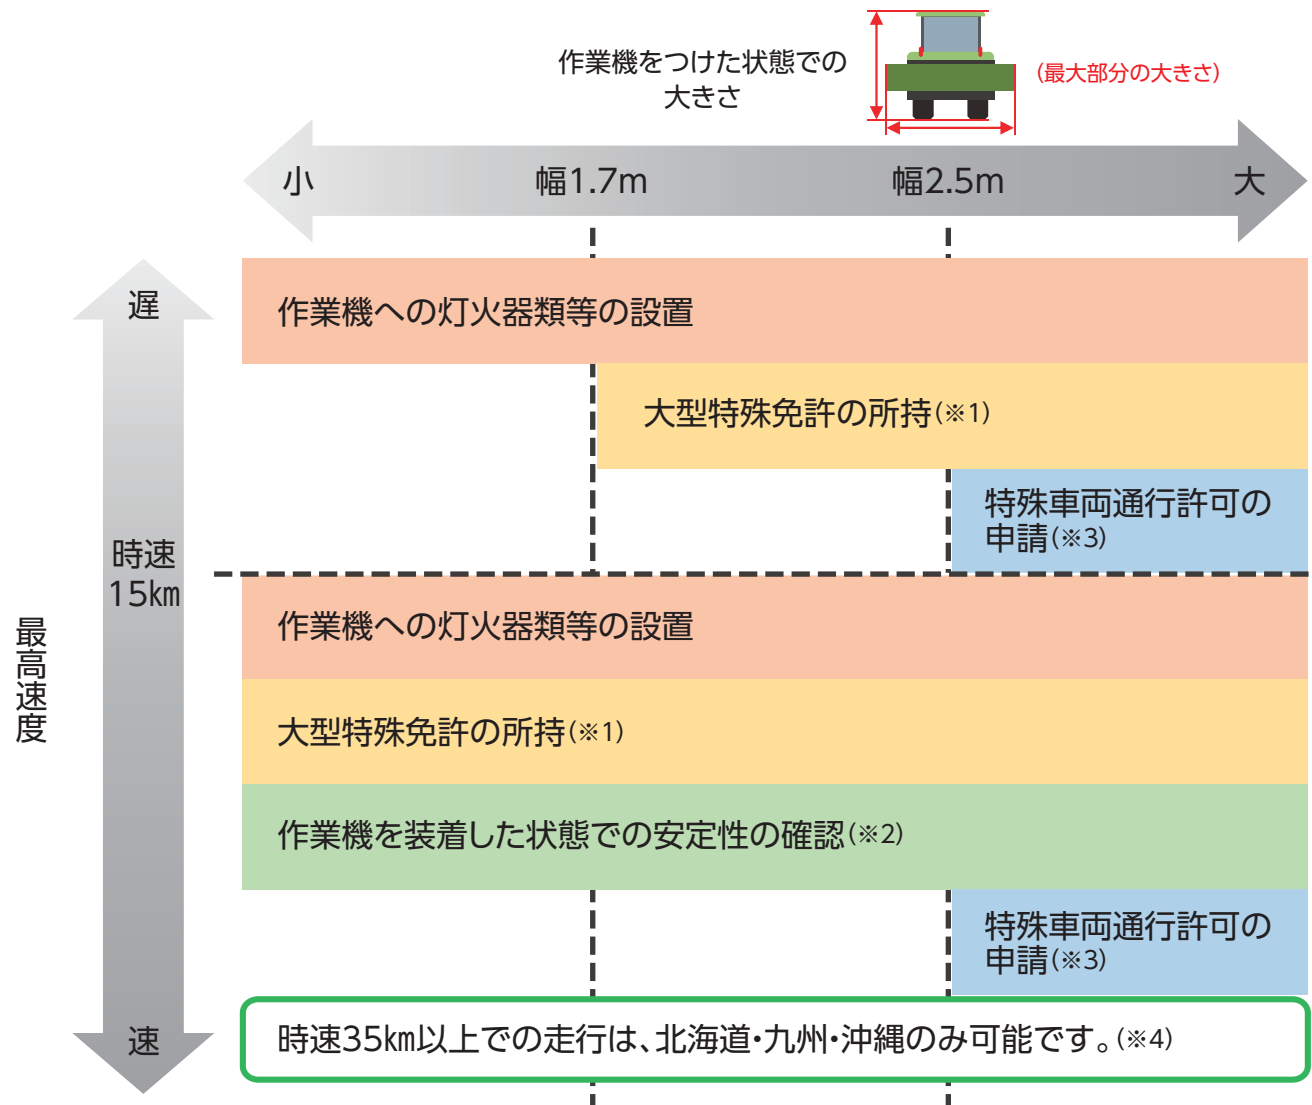 作業機をつけた状態での
大きさ
(最大部分の大きさ)
小
幅1.7m
幅2.5m
大
遅
作業機への灯火器類等の設置
大型特殊免許の所持(※1)
特殊車両通行許可の
申請(※3)
時速
15㎞
最高速度
作業機への灯火器類等の設置
大型特殊免許の所持(※1)
作業機を装着した状態での安定性の確認(※2)
特殊車両通行許可の
申請(※3)
速
時速35㎞以上での走行は、北海道・九州・沖縄のみ可能です。(※4)